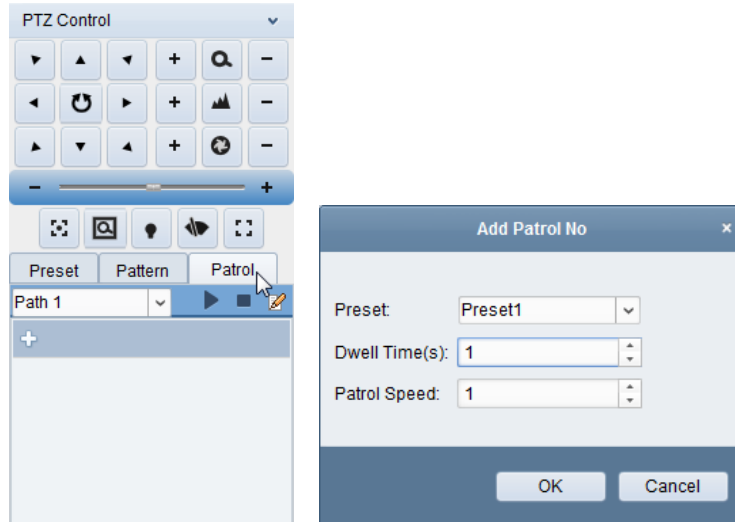 PTZ Control
Preset Pattern Patrol
Path 1
Add Patrol No
Preset: Preset1
Dwell Time(s): 1
Patrol Speed: 1
OK Cancel